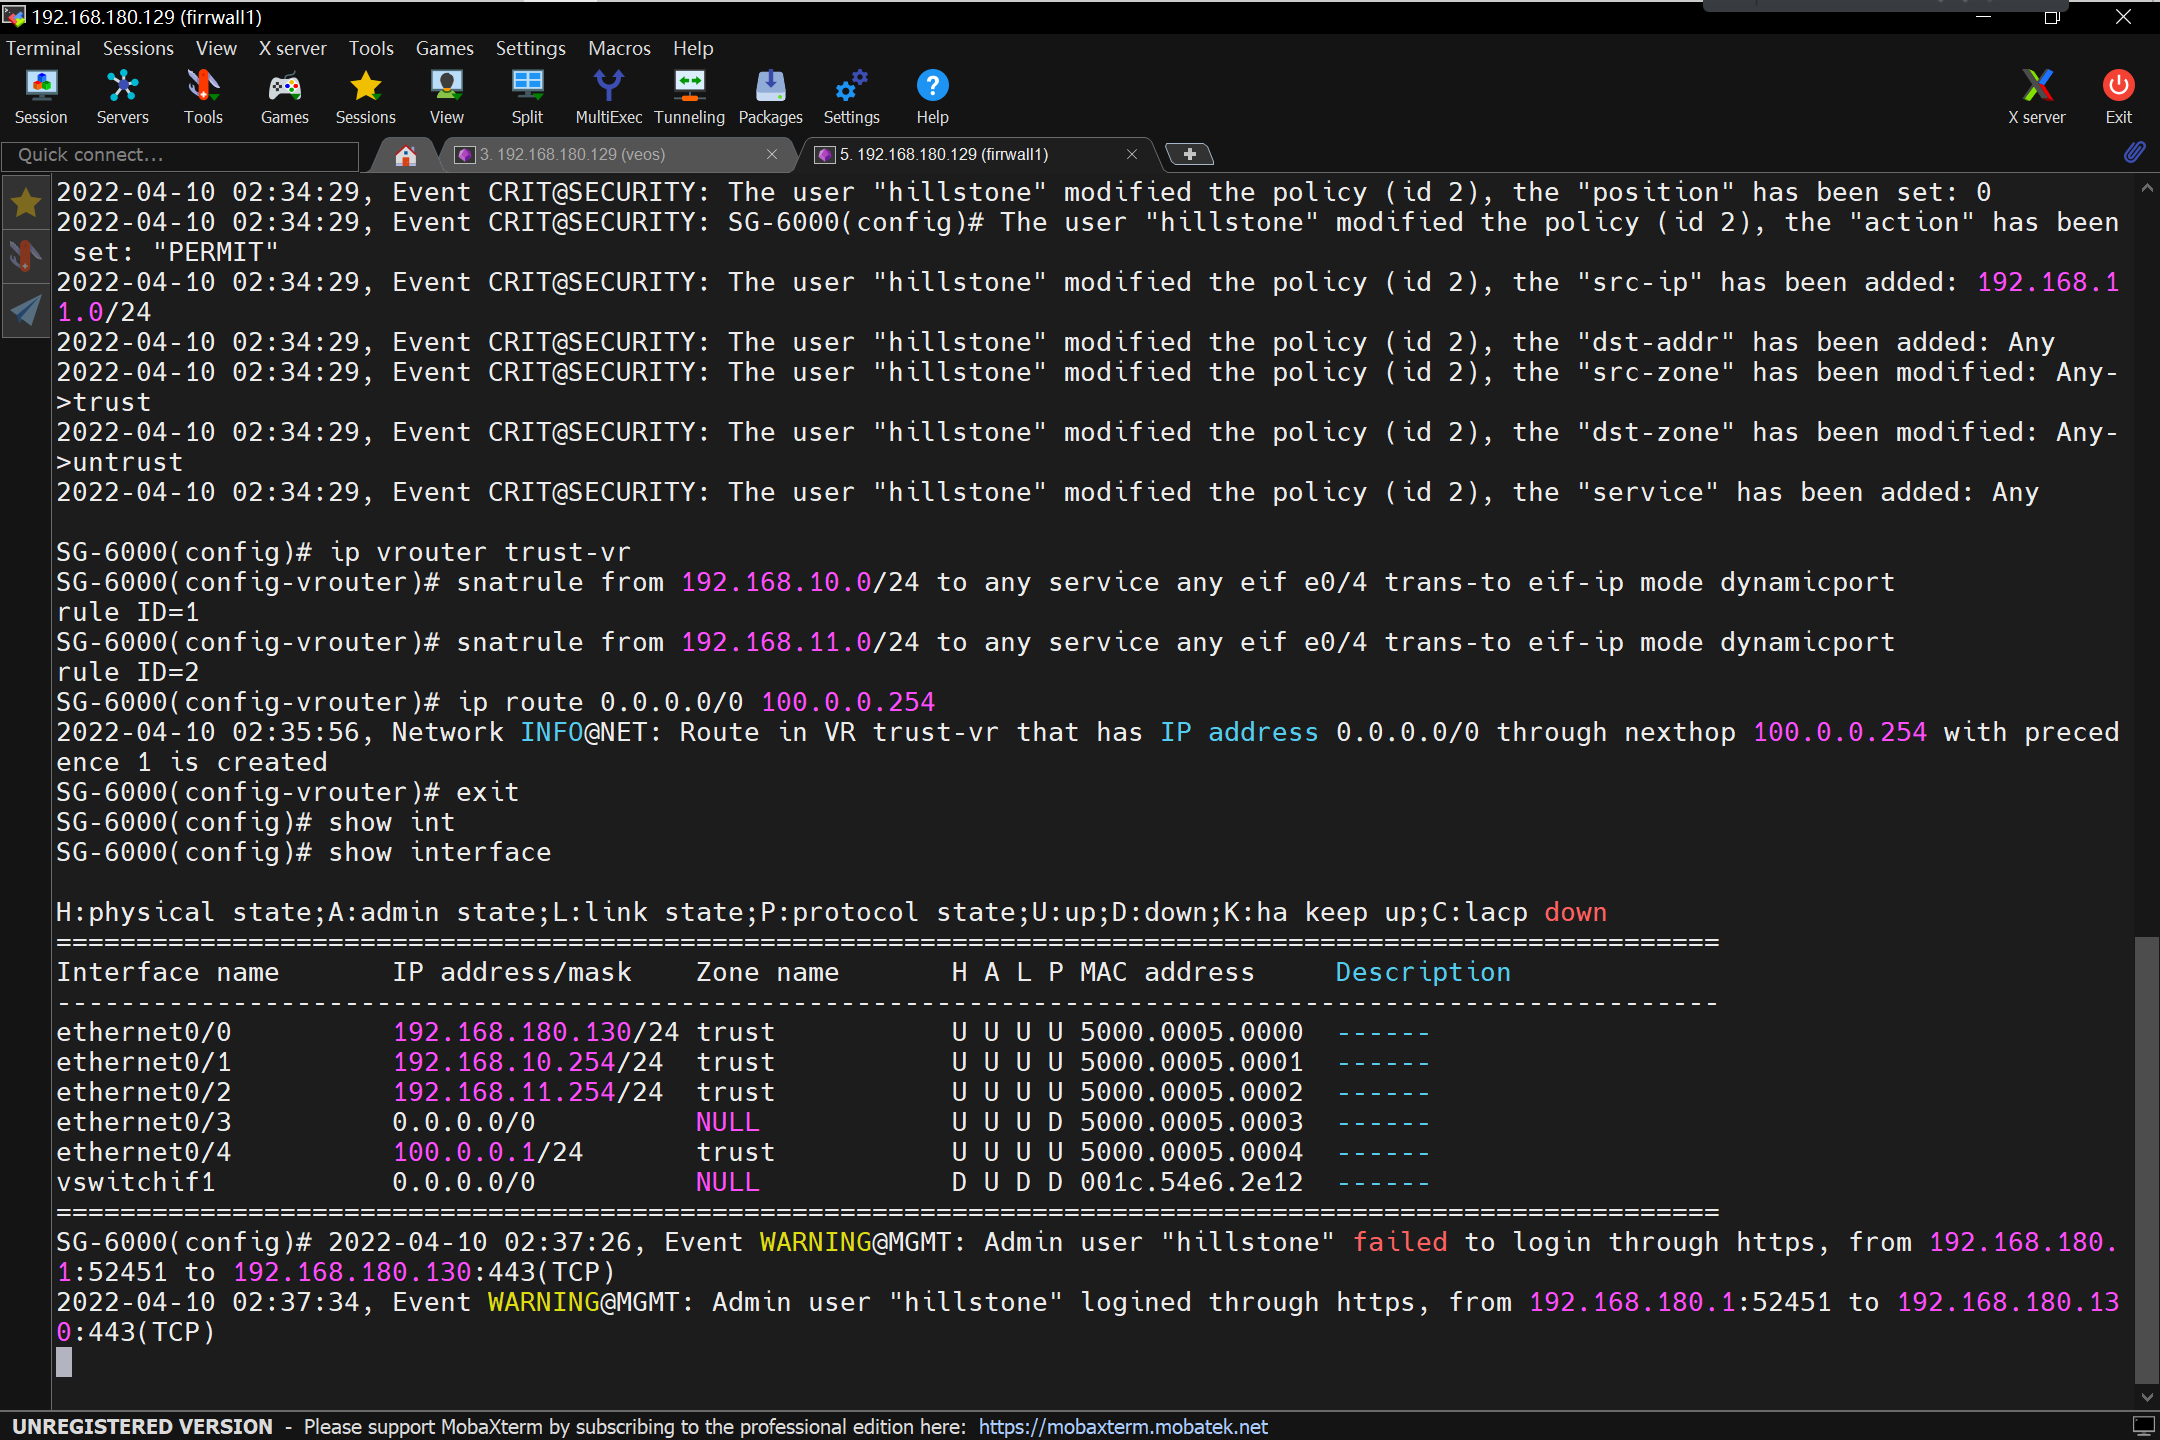 192.168.180.129 (firrwall1)
Terminal Sessions View X server Tools Games Settings Macros Help
Session Servers Tools Games Sessions View Split MultiExec Tunneling Packages Settings Help X server Exit
Quick connect... 3. 192.168.180.129 (veos) 5. 192.168.180.129 (firrwall1)
2022-04-10 02:34:29, Event CRIT@SECURITY: The user "hillstone" modified the policy (id 2), the "position" has been set: 0
2022-04-10 02:34:29, Event CRIT@SECURITY: SG-6000(config)# The user "hillstone" modified the policy (id 2), the "action" has been
 set: "PERMIT"
2022-04-10 02:34:29, Event CRIT@SECURITY: The user "hillstone" modified the policy (id 2), the "src-ip" has been added: 192.168.1
1.0/24
2022-04-10 02:34:29, Event CRIT@SECURITY: The user "hillstone" modified the policy (id 2), the "dst-addr" has been added: Any
2022-04-10 02:34:29, Event CRIT@SECURITY: The user "hillstone" modified the policy (id 2), the "src-zone" has been modified: Any-
>trust
2022-04-10 02:34:29, Event CRIT@SECURITY: The user "hillstone" modified the policy (id 2), the "dst-zone" has been modified: Any-
>untrust
2022-04-10 02:34:29, Event CRIT@SECURITY: The user "hillstone" modified the policy (id 2), the "service" has been added: Any
SG-6000(config)# ip vrouter trust-vr
SG-6000(config-vrouter)# snatrule from 192.168.10.0/24 to any service any eif e0/4 trans-to eif-ip mode dynamicport
rule ID=1
SG-6000(config-vrouter)# snatrule from 192.168.11.0/24 to any service any eif e0/4 trans-to eif-ip mode dynamicport
rule ID=2
SG-6000(config-vrouter)# ip route 0.0.0.0/0 100.0.0.254
2022-04-10 02:35:56, Network INFO@NET: Route in VR trust-vr that has IP address 0.0.0.0/0 through nexthop 100.0.0.254 with preced
ence 1 is created
SG-6000(config-vrouter)# exit
SG-6000(config)# show int
SG-6000(config)# show interface
H:physical state;A:admin state;L:link state;P:protocol state;U:up;D:down;K:ha keep up;C:lacp down
========================================================================================================
Interface name IP address/mask Zone name H A L P MAC address Description
--------------------------------------------------------------------------------------------------------
ethernet0/0 192.168.180.130/24 trust U U U U 5000.0005.0000 ------
ethernet0/1 192.168.10.254/24 trust U U U U 5000.0005.0001 ------
ethernet0/2 192.168.11.254/24 trust U U U U 5000.0005.0002 ------
ethernet0/3 0.0.0.0/0 NULL U U U D 5000.0005.0003 ------
ethernet0/4 100.0.0.1/24 trust U U U U 5000.0005.0004 ------
vswitchif1 0.0.0.0/0 NULL D U D D 001c.54e6.2e12 ------
========================================================================================================
SG-6000(config)# 2022-04-10 02:37:26, Event WARNING@MGMT: Admin user "hillstone" failed to login through https, from 192.168.180.
1:52451 to 192.168.180.130:443(TCP)
2022-04-10 02:37:34, Event WARNING@MGMT: Admin user "hillstone" logined through https, from 192.168.180.1:52451 to 192.168.180.13
0:443(TCP)
UNREGISTERED VERSION - Please support MobaXterm by subscribing to the professional edition here: https://mobaxterm.mobatek.net